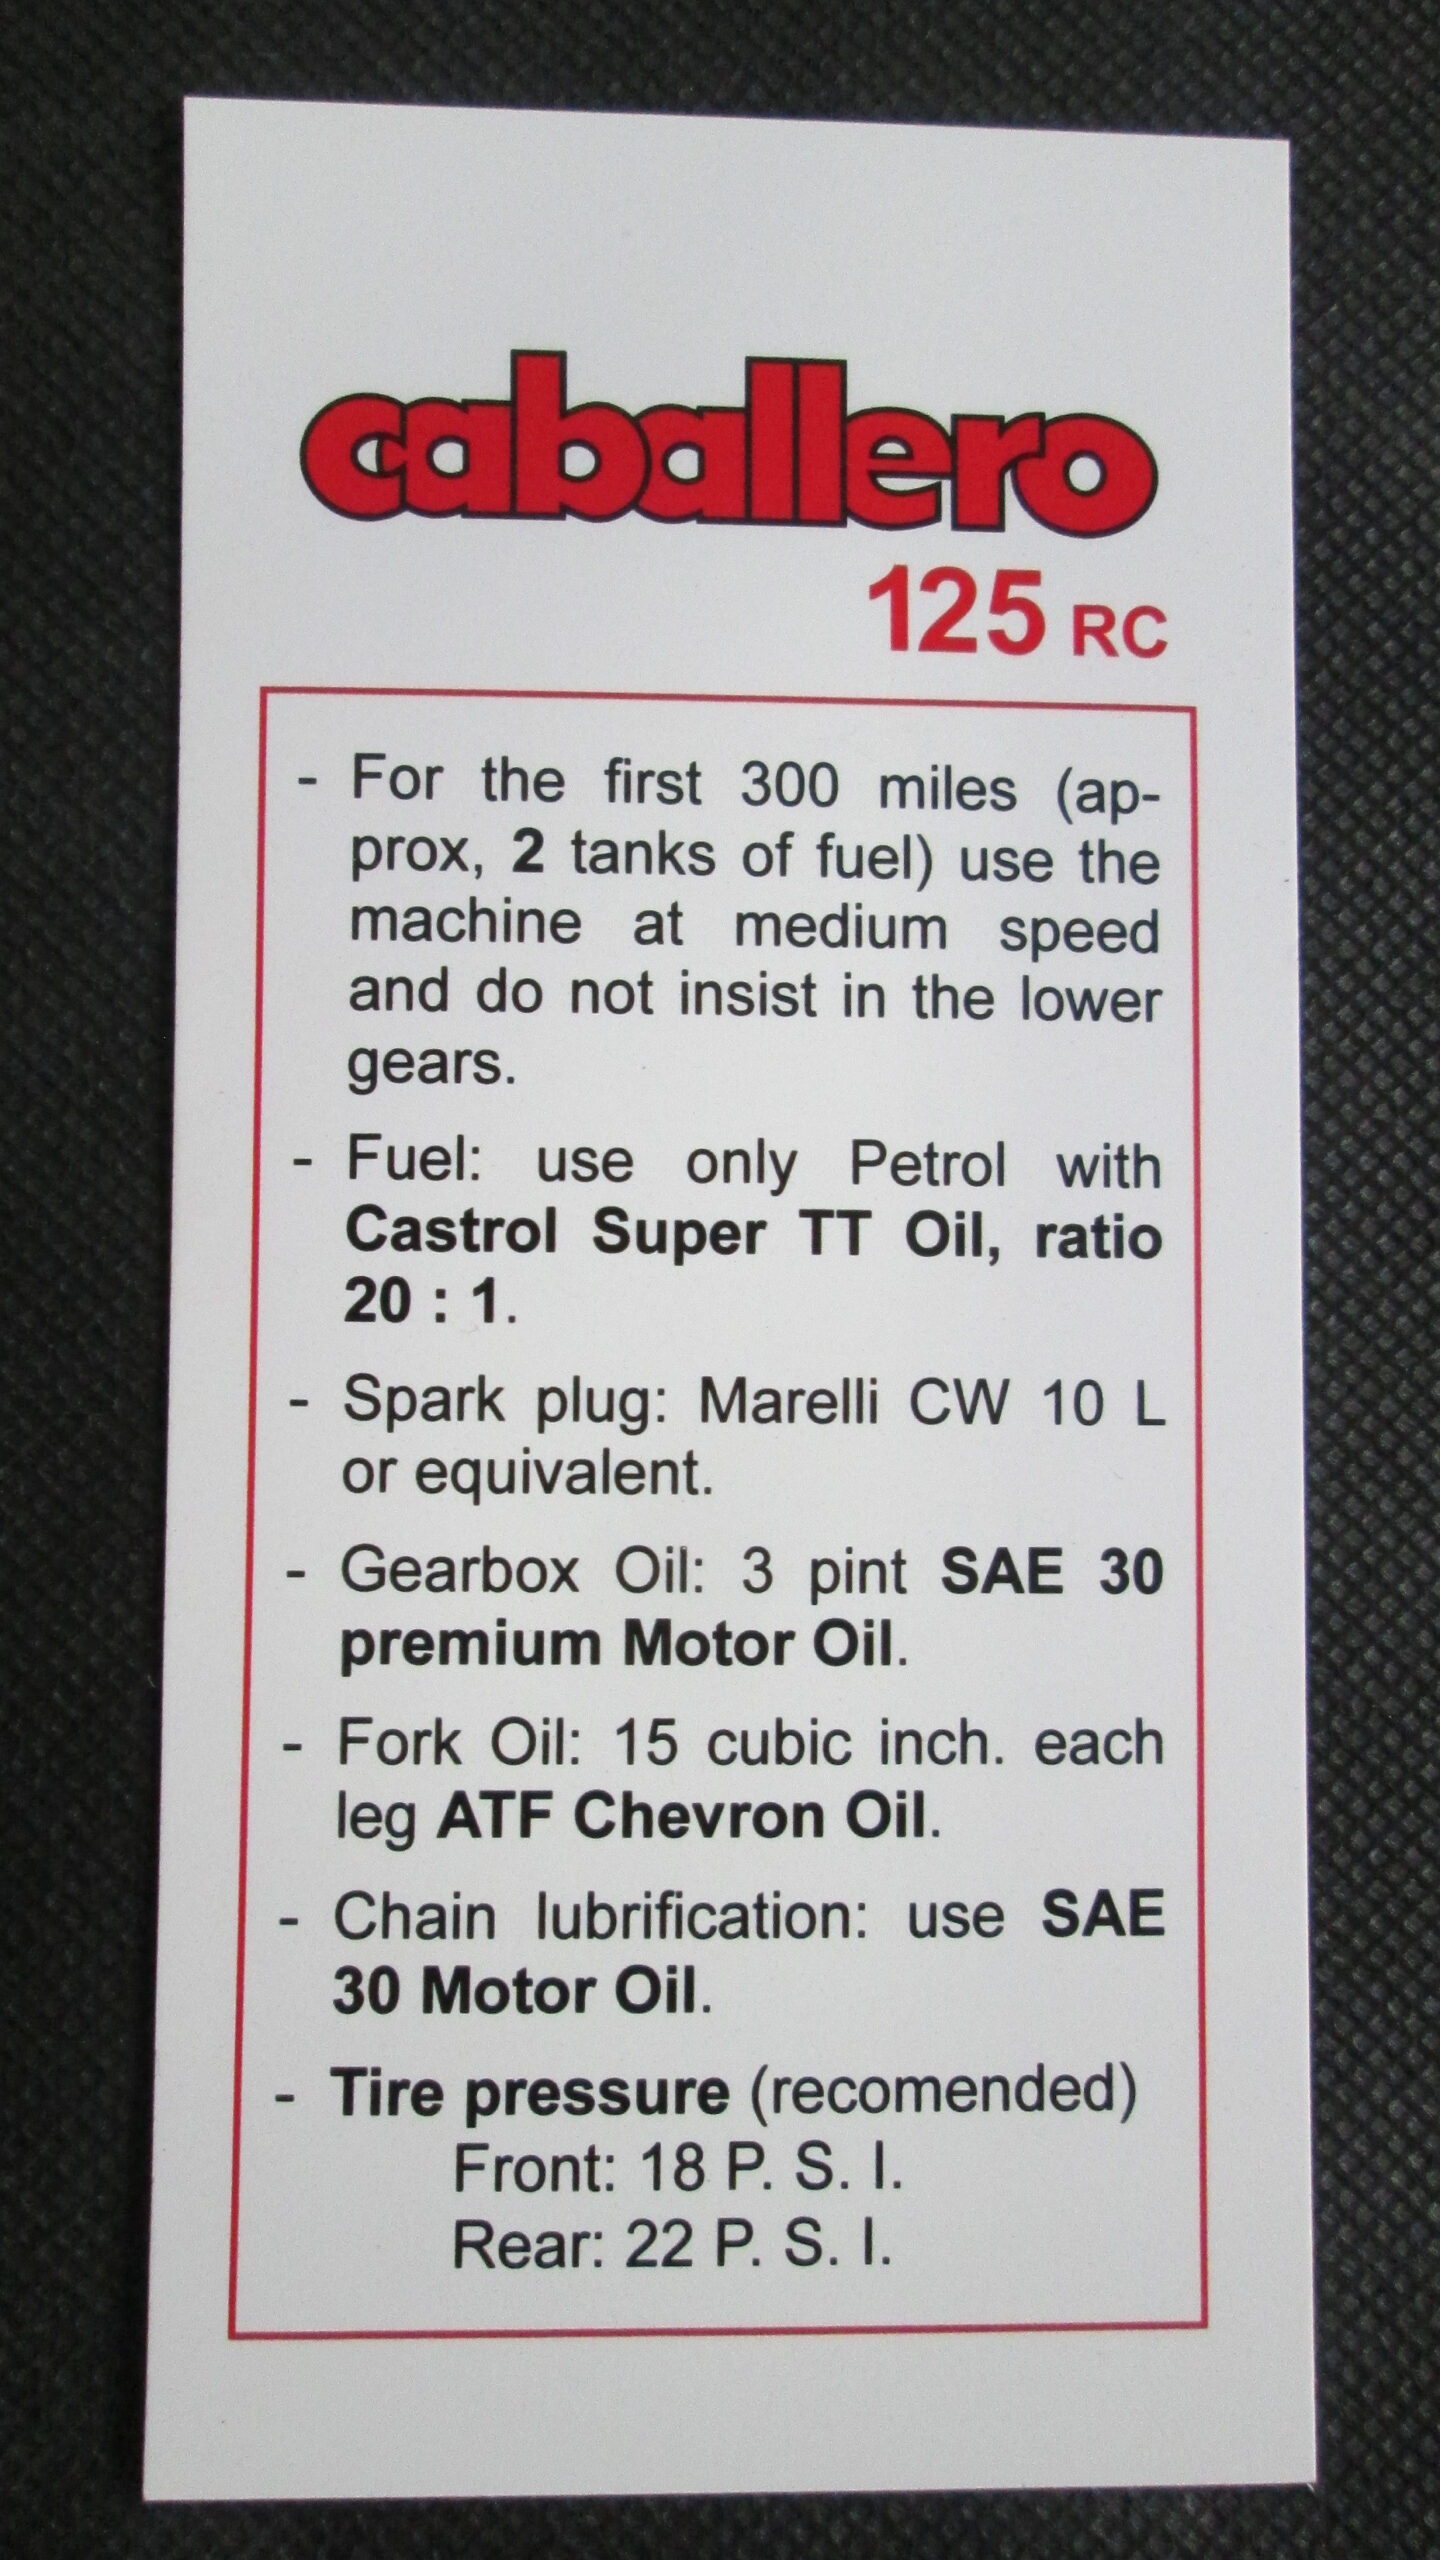 caballero
125 RC
- For the first 300 miles (ap-
prox, 2 tanks of fuel) use the
machine at medium speed
and do not insist in the lower
gears.
- Fuel: use only Petrol with
Castrol Super TT Oil, ratio
20 : 1.
- Spark plug: Marelli CW 10 L
or equivalent.
- Gearbox Oil: 3 pint SAE 30
premium Motor Oil.
- Fork Oil: 15 cubic inch. each
leg ATF Chevron Oil.
- Chain lubrification: use SAE
30 Motor Oil.
- Tire pressure (recomended)
Front: 18 P. S. I.
Rear: 22 P. S. I.